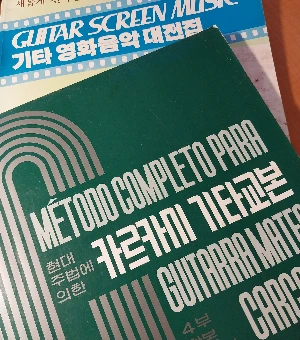 GUITAR SCREEN MUSIC
기타 영화음악 대전집
MÉTODO COMPLETO PARA
현대
주법에
의한
카르카시 기타교본
GUITARRA MATE
CARC
4부